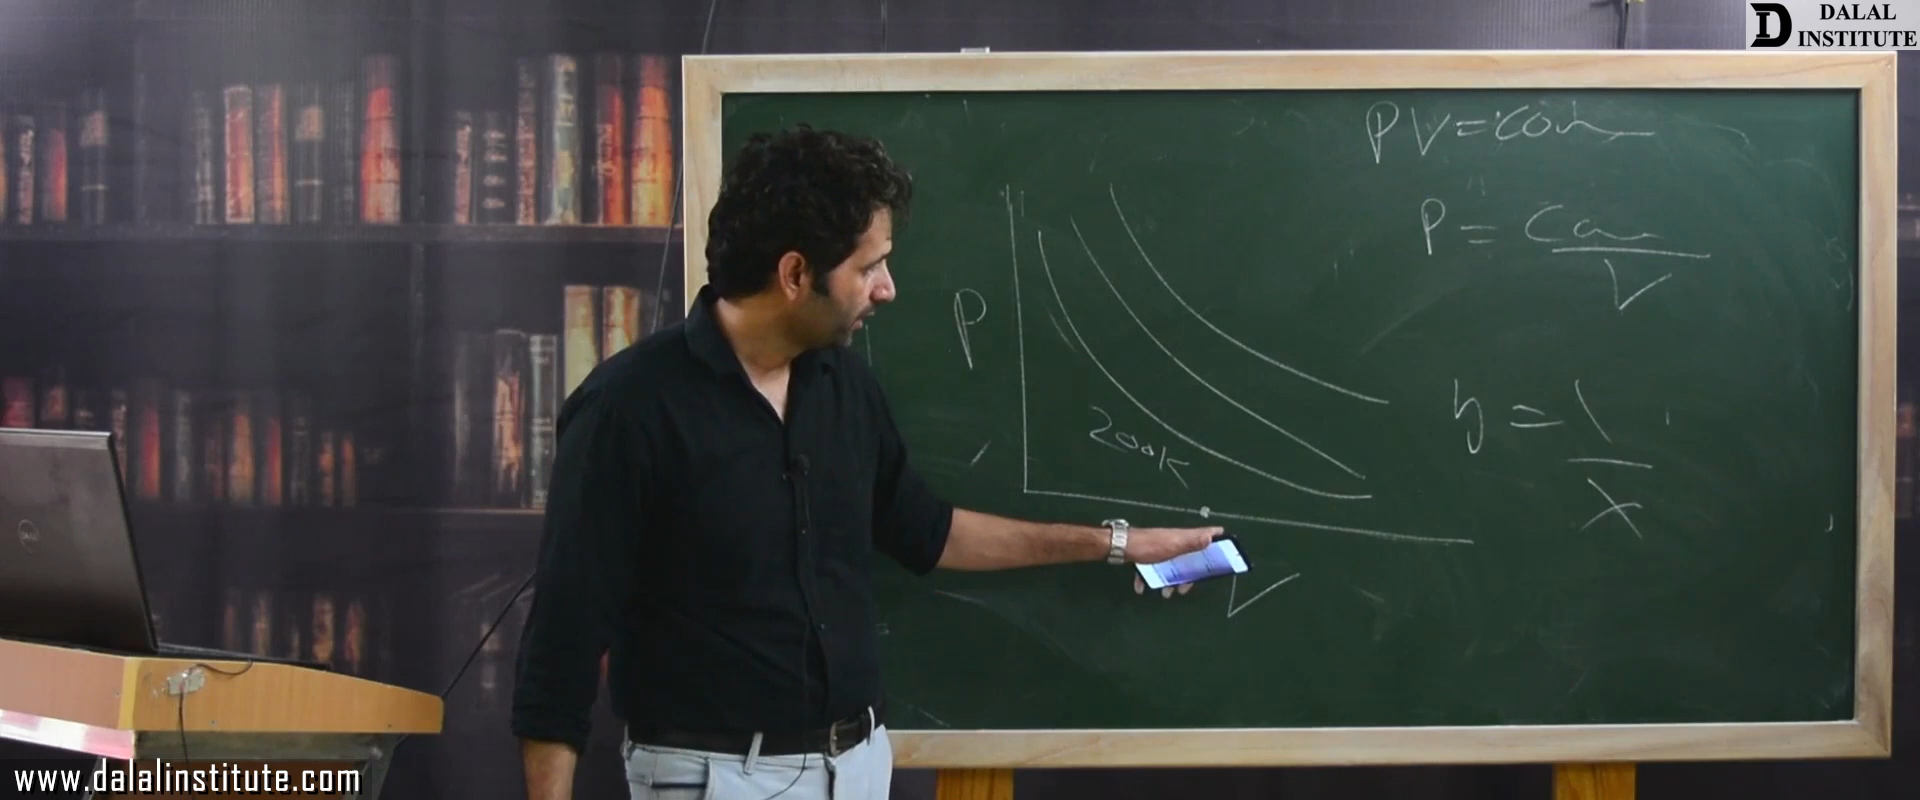 DALAL
INSTITUTE
PV = con
P = Con
V
P
200K
y = 1
x
V
www.dalalinstitute.com